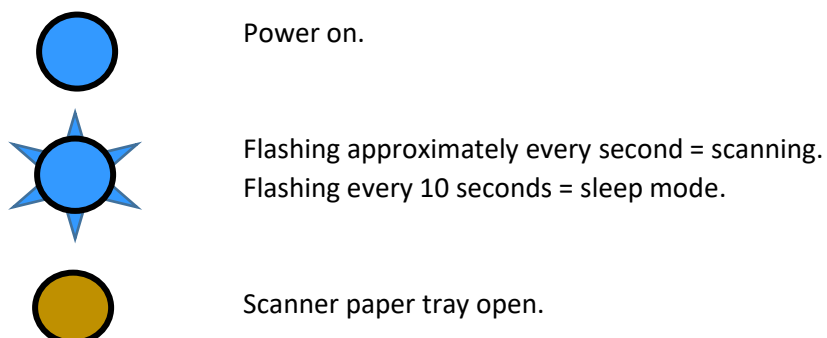 Power on.
Flashing approximately every second = scanning.
Flashing every 10 seconds = sleep mode.
Scanner paper tray open.